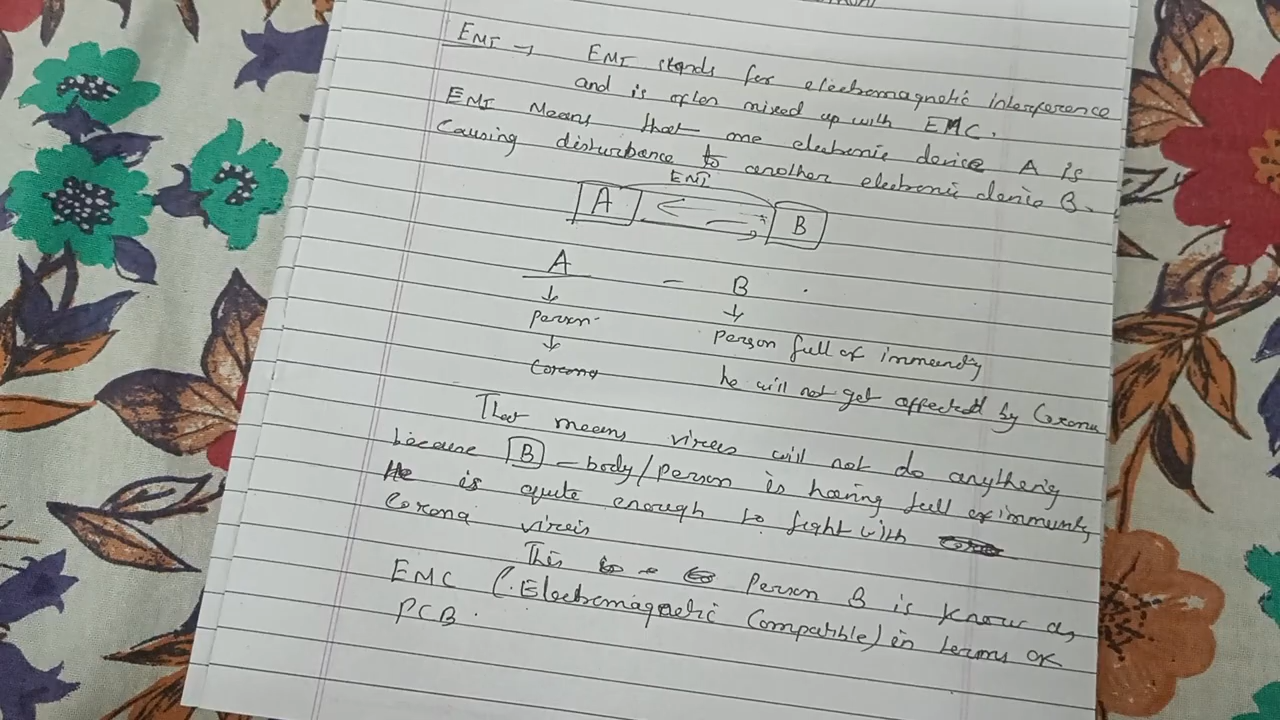 EMI → EMI stands for electromagnetic interference
and is often mixed up with EMC.
EMI Means that one electronic device A is
Causing disturbance to another electronic device B.
EMI
A B
A - B
Person Person full of immunity
Corona he will not get affected by Corona
That means virus will not do anything
because B - body/person is having full of immunity
He is quite enough to fight with
Corona virus
This Person B is know as
EMC (Electromagnetic Compatible) in terms of
PCB.